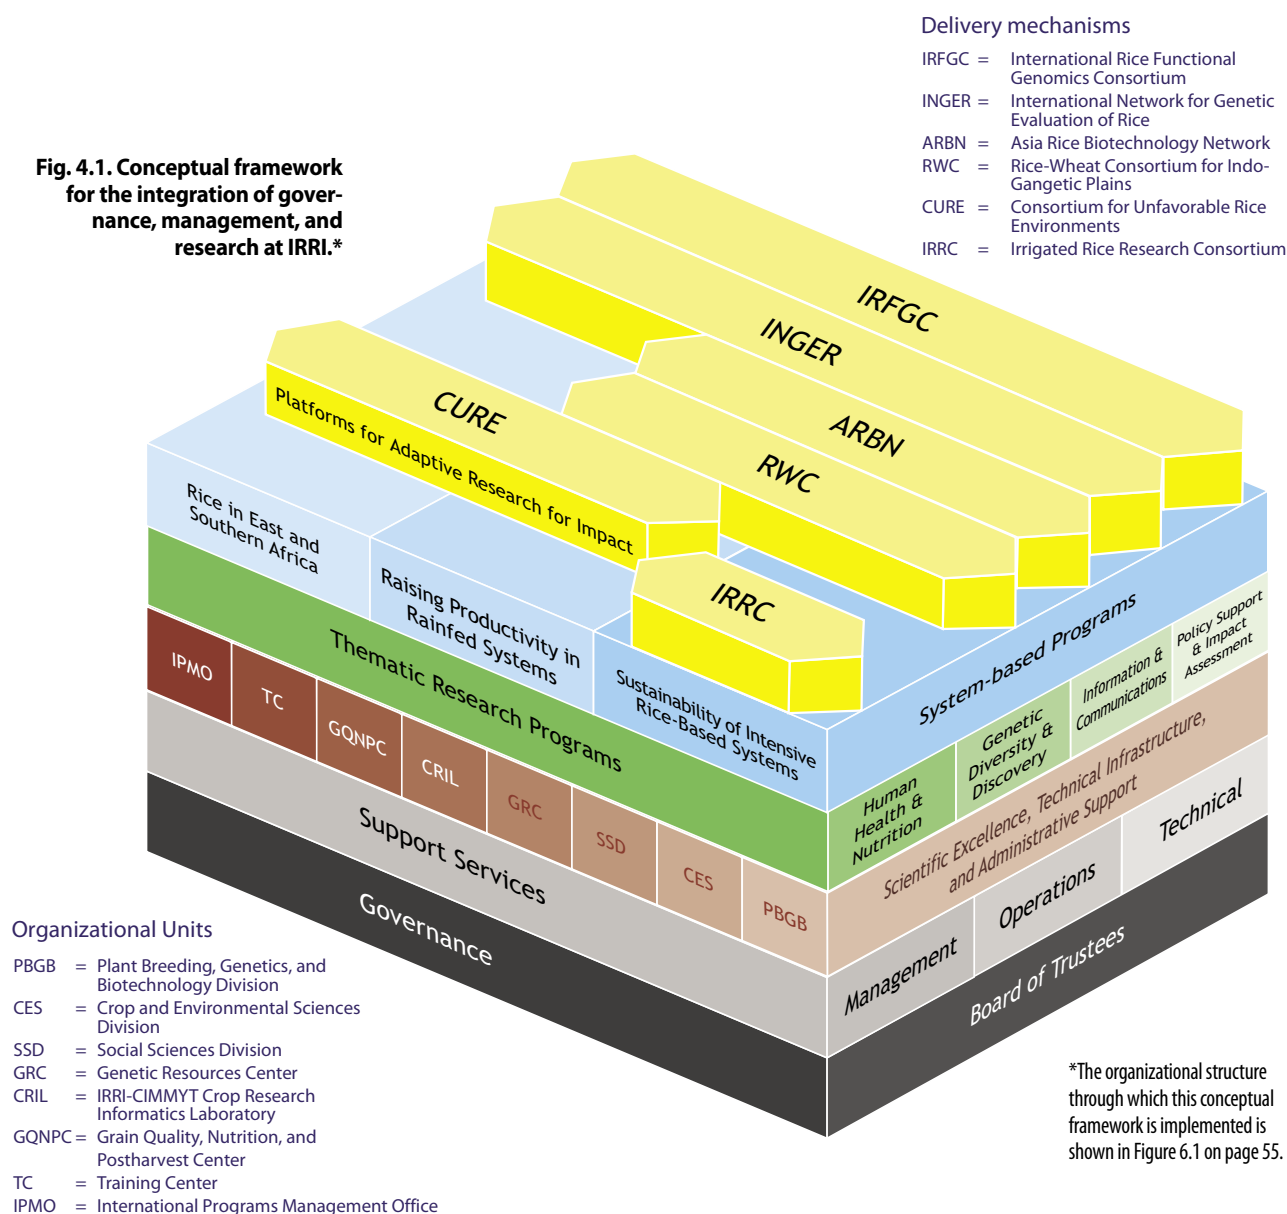 Delivery mechanisms
IRFGC = International Rice Functional
Genomics Consortium
INGER = International Network for Genetic
Evaluation of Rice
ARBN = Asia Rice Biotechnology Network
RWC = Rice-Wheat Consortium for Indo-
Gangetic Plains
CURE = Consortium for Unfavorable Rice
Environments
IRRC = Irrigated Rice Research Consortium
Fig. 4.1. Conceptual framework
for the integration of gover-
nance, management, and
research at IRRI.*
IRFGC
INGER
ARBN
RWC
CURE
Platforms for Adaptive Research for Impact
IRRC
Rice in East and
Southern Africa
Raising Productivity in
Rainfed Systems
Sustainability of Intensive
Rice-Based Systems
System-based Programs
Thematic Research Programs
Human
Health &
Nutrition
Genetic
Diversity &
Discovery
Information &
Communications
Policy Support
& Impact
Assessment
IPMO
TC
GQNPC
CRIL
GRC
SSD
CES
PBGB
Scientific Excellence, Technical Infrastructure,
and Administrative Support
Support Services
Management
Operations
Technical
Governance
Board of Trustees
Organizational Units
PBGB = Plant Breeding, Genetics, and
Biotechnology Division
CES = Crop and Environmental Sciences
Division
SSD = Social Sciences Division
GRC = Genetic Resources Center
CRIL = IRRI-CIMMYT Crop Research
Informatics Laboratory
GQNPC = Grain Quality, Nutrition, and
Postharvest Center
TC = Training Center
IPMO = International Programs Management Office
*The organizational structure
through which this conceptual
framework is implemented is
shown in Figure 6.1 on page 55.